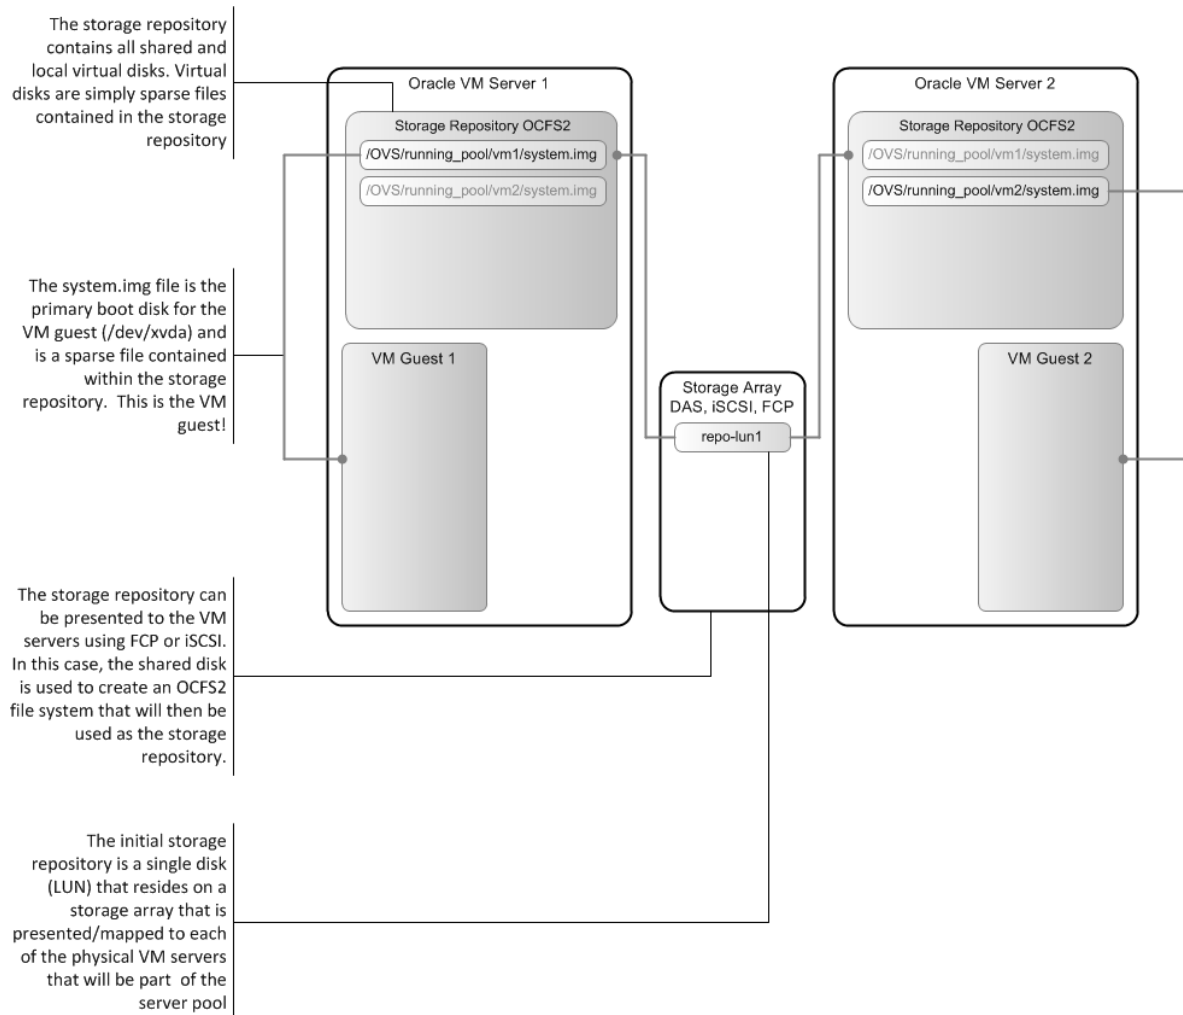 The storage repository
contains all shared and
local virtual disks. Virtual
disks are simply sparse files
contained in the storage
repository
The system.img file is the
primary boot disk for the
VM guest (/dev/xvda) and
is a sparse file contained
within the storage
repository. This is the VM
guest!
The storage repository can
be presented to the VM
servers using FCP or iSCSI.
In this case, the shared disk
is used to create an OCFS2
file system that will then be
used as the storage
repository.
The initial storage
repository is a single disk
(LUN) that resides on a
storage array that is
presented/mapped to each
of the physical VM servers
that will be part of the
server pool
Oracle VM Server 1
Storage Repository OCFS2
/OVS/running_pool/vm1/system.img
/OVS/running_pool/vm2/system.img
VM Guest 1
Storage Array
DAS, iSCSI, FCP
repo-lun1
Oracle VM Server 2
Storage Repository OCFS2
/OVS/running_pool/vm1/system.img
/OVS/running_pool/vm2/system.img
VM Guest 2